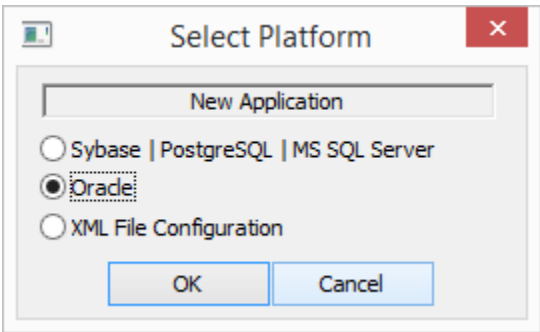 Select Platform
New Application
Sybase | PostgreSQL | MS SQL Server
Oracle
XML File Configuration
OK Cancel